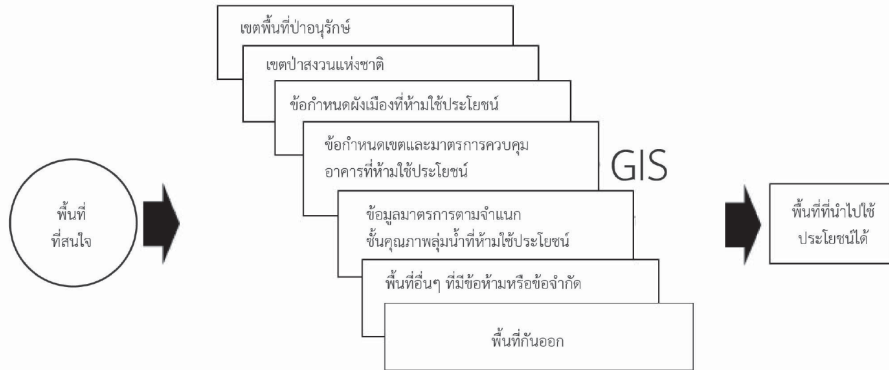 เขตพื้นที่ป่าอนุรักษ์
เขตป่าสงวนแห่งชาติ
ข้อกำหนดผังเมืองที่ห้ามใช้ประโยชน์
ข้อกำหนดเขตและมาตรการควบคุม
อาคารที่ห้ามใช้ประโยชน์
GIS
พื้นที่
ที่สนใจ
ข้อมูลมาตรการตามจำแนก
ชั้นคุณภาพลุ่มน้ำที่ห้ามใช้ประโยชน์
พื้นที่ที่นำไปใช้
ประโยชน์ได้
พื้นที่อื่นๆ ที่มีข้อห้ามหรือข้อจำกัด
พื้นที่กันออก